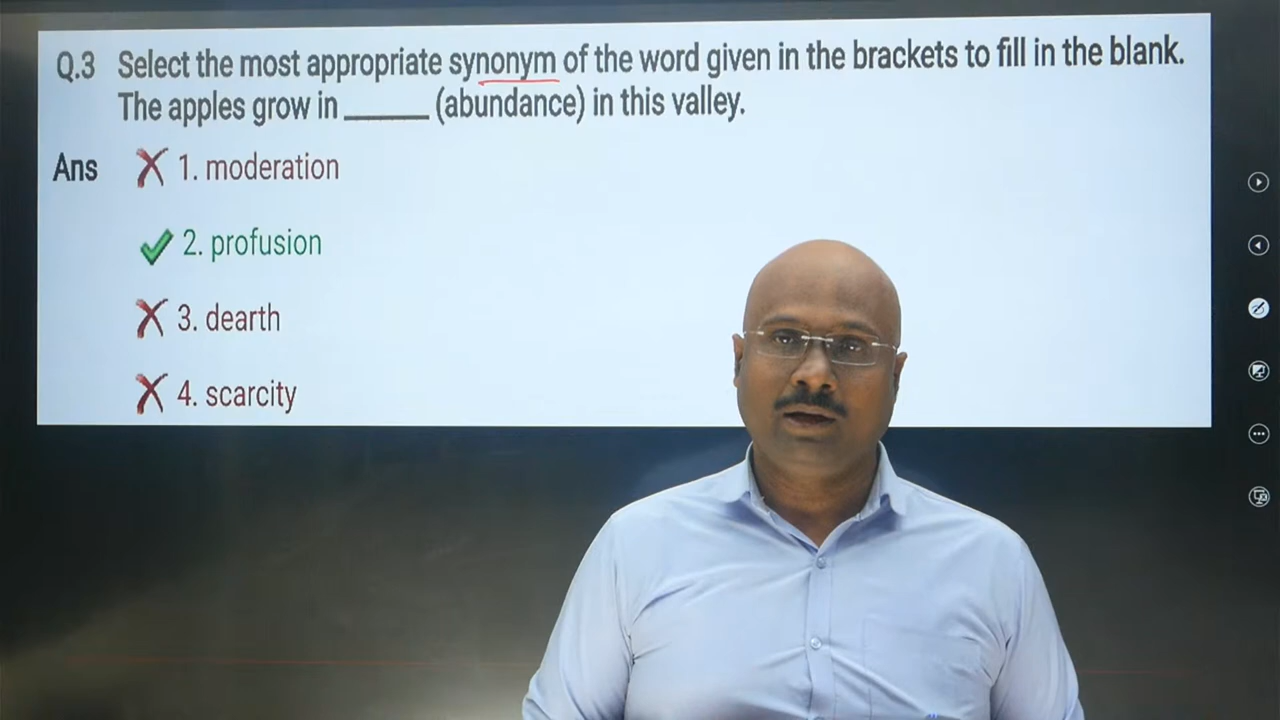 Q.3 Select the most appropriate synonym of the word given in the brackets to fill in the blank.
The apples grow in ______ (abundance) in this valley.
Ans 1. moderation
2. profusion
3. dearth
4. scarcity